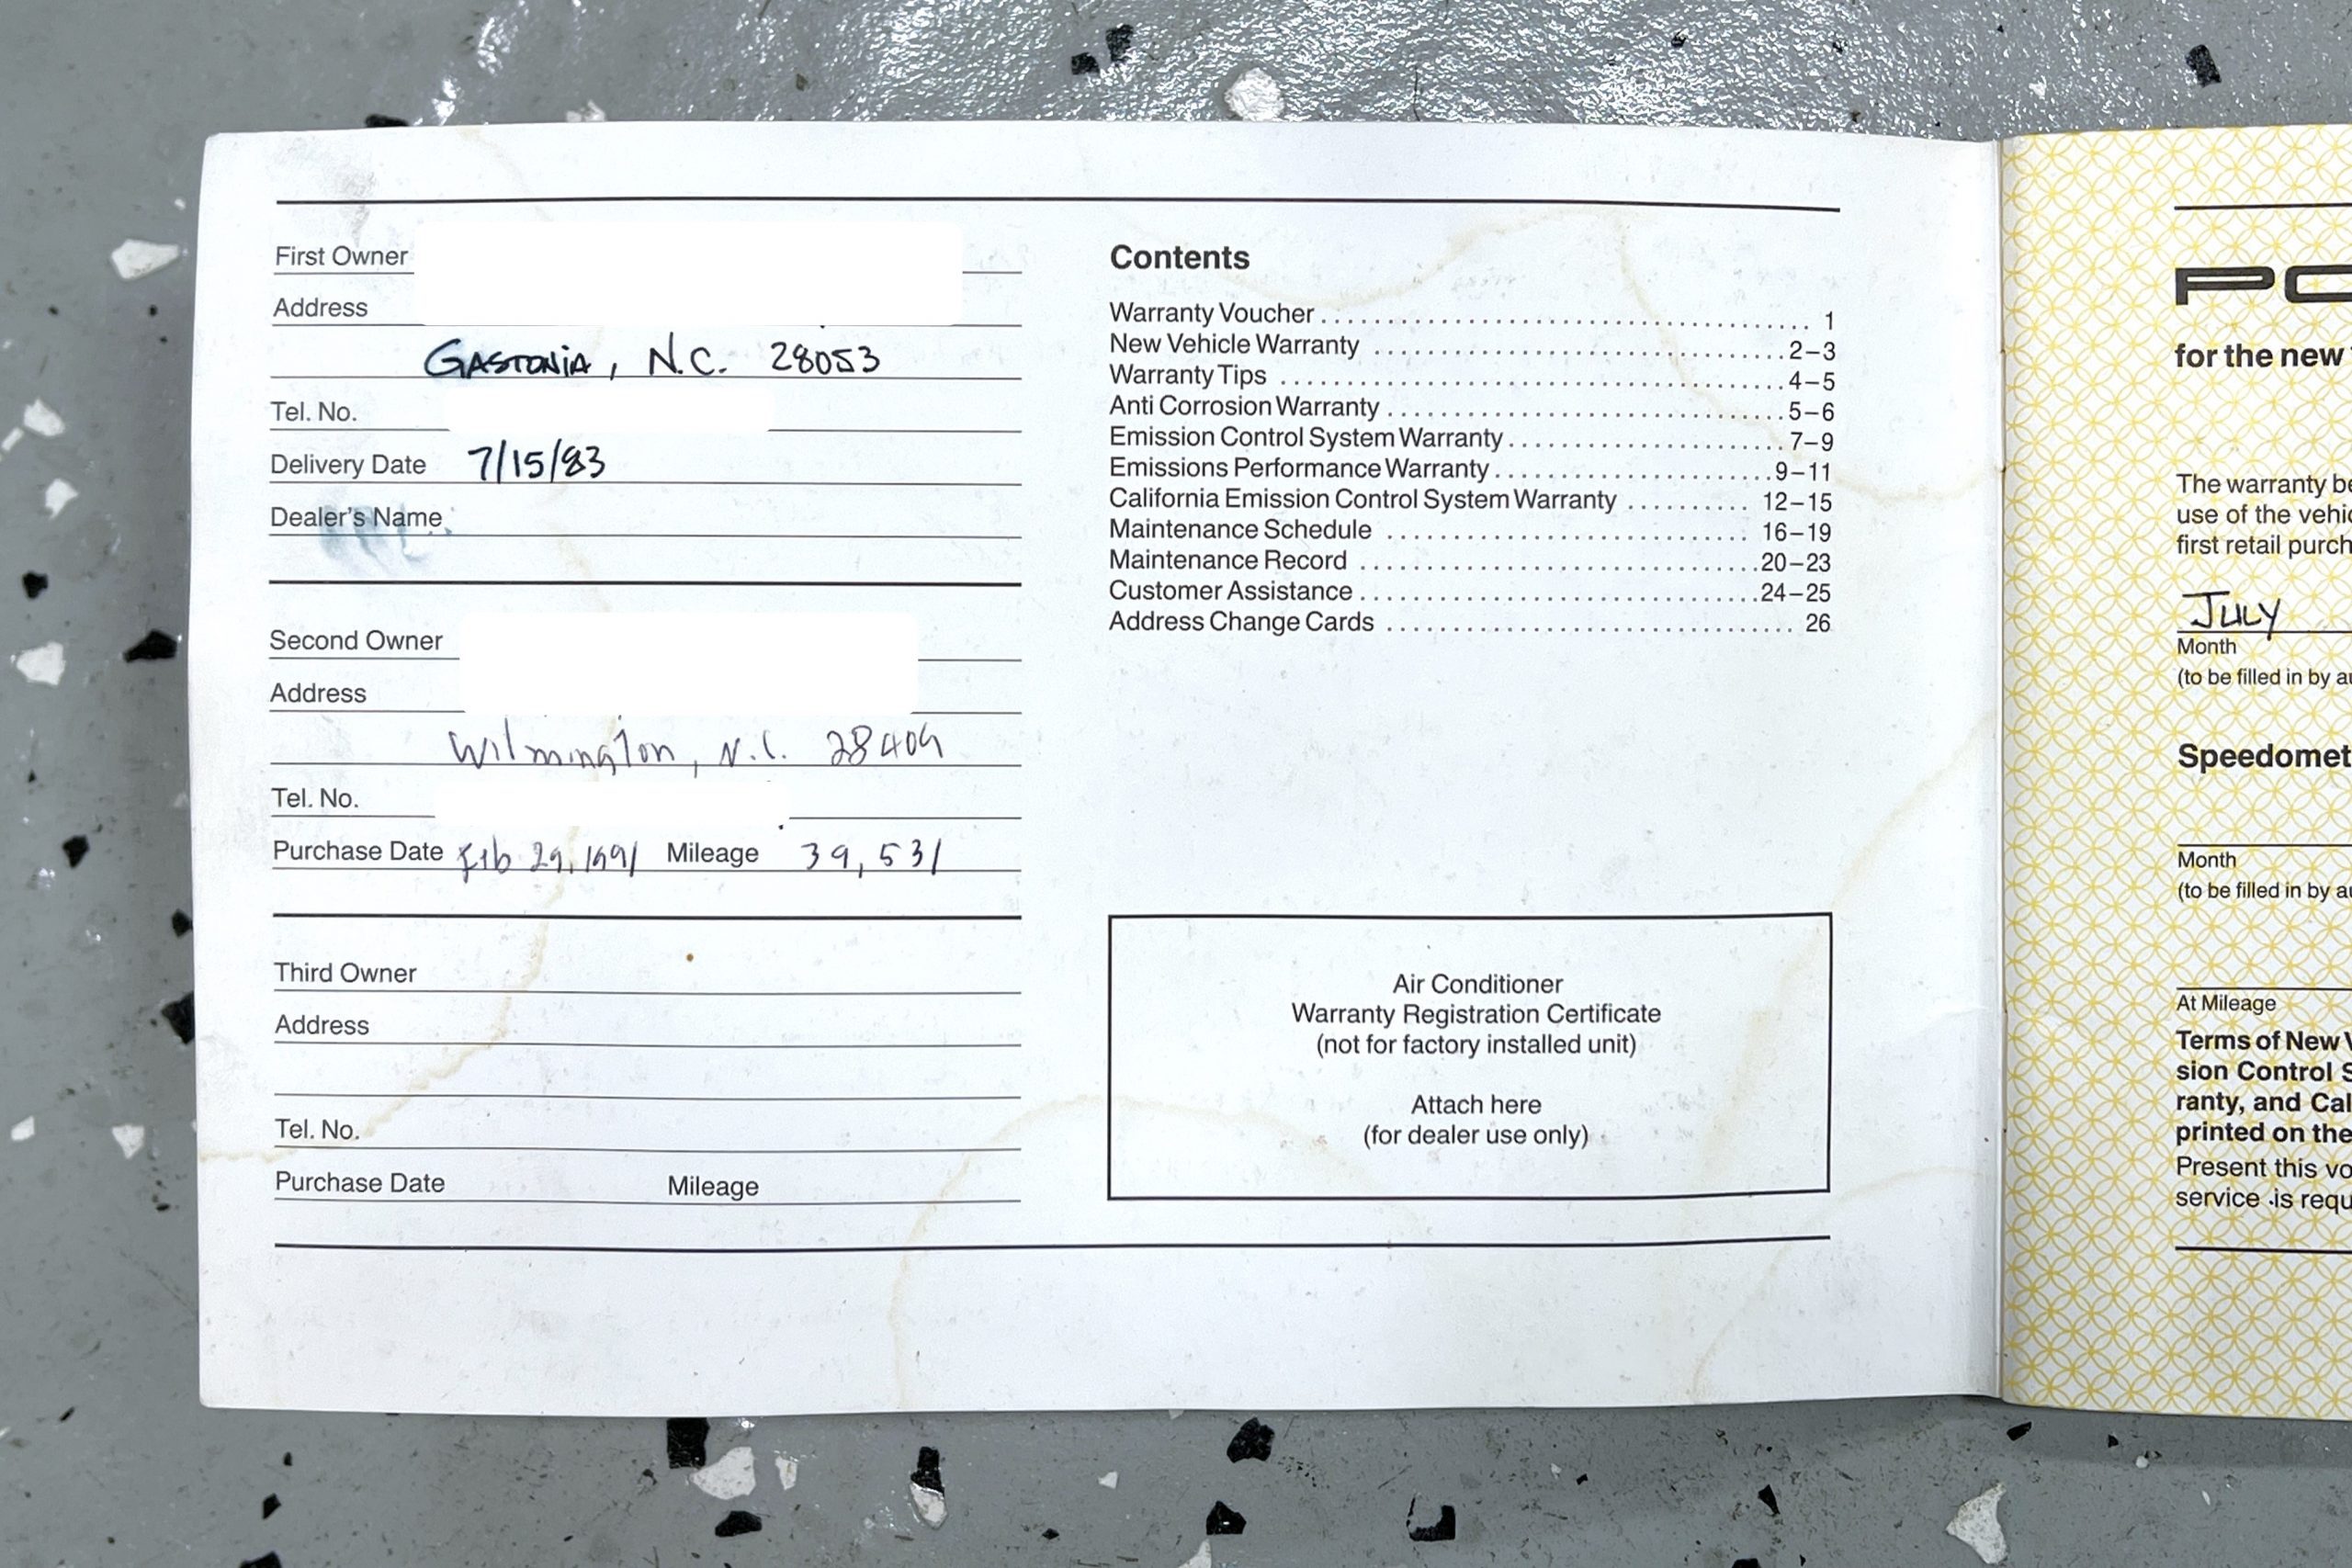 First Owner
Address
GASTONIA, N.C. 28053
Tel. No.
Delivery Date 7/15/83
Dealer's Name
Second Owner
Address
Wilmington, N.C. 28409
Tel. No.
Purchase Date Feb 29, 1991 Mileage 39,531
Third Owner
Address
Tel. No.
Purchase Date Mileage
Contents
Warranty Voucher 1
New Vehicle Warranty 2–3
Warranty Tips 4–5
Anti Corrosion Warranty 5–6
Emission Control System Warranty 7–9
Emissions Performance Warranty 9–11
California Emission Control System Warranty 12–15
Maintenance Schedule 16–19
Maintenance Record 20–23
Customer Assistance 24–25
Address Change Cards 26
Air Conditioner
Warranty Registration Certificate
(not for factory installed unit)
Attach here
(for dealer use only)
PO
for the new
The warranty be
use of the vehic
first retail purch
JULY
Month
(to be filled in by au
Speedomet
Month
(to be filled in by au
At Mileage
Terms of New V
sion Control S
ranty, and Cal
printed on the
Present this vo
service is requ